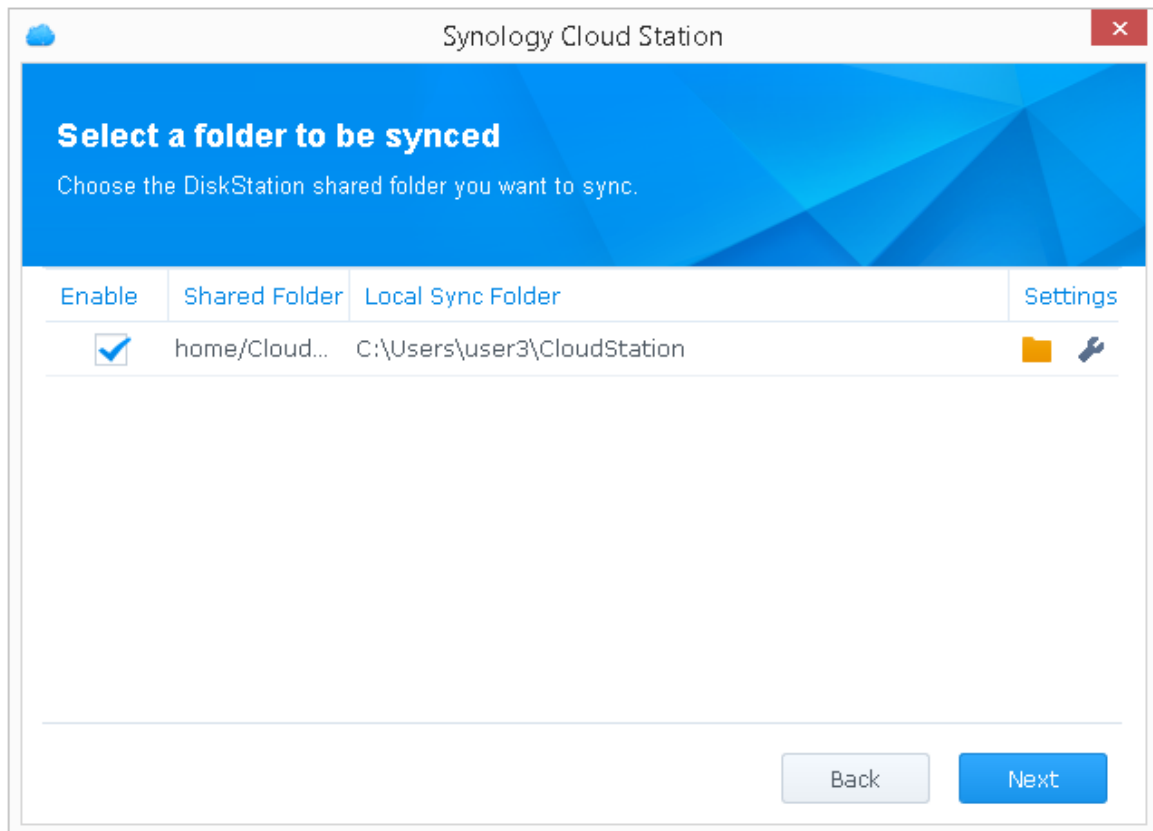 Synology Cloud Station
Select a folder to be synced
Choose the DiskStation shared folder you want to sync.
Enable Shared Folder Local Sync Folder Settings
home/Cloud... C:\Users\user3\CloudStation
Back Next